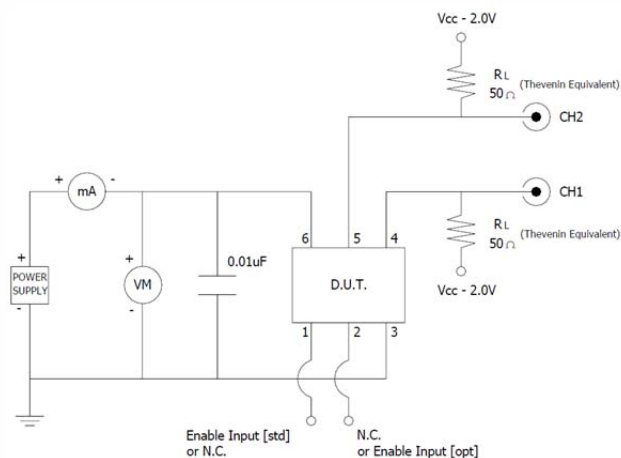 Vcc - 2.0V
RL
50Ω
(Thevenin Equivalent)
CH2
CH1
RL
50Ω
(Thevenin Equivalent)
Vcc - 2.0V
+
-
mA
+
POWER
SUPPLY
-
+
VM
-
0.01uF
6
5
4
D.U.T.
1
2
3
Enable Input [std]
or N.C.
N.C.
or Enable Input [opt]